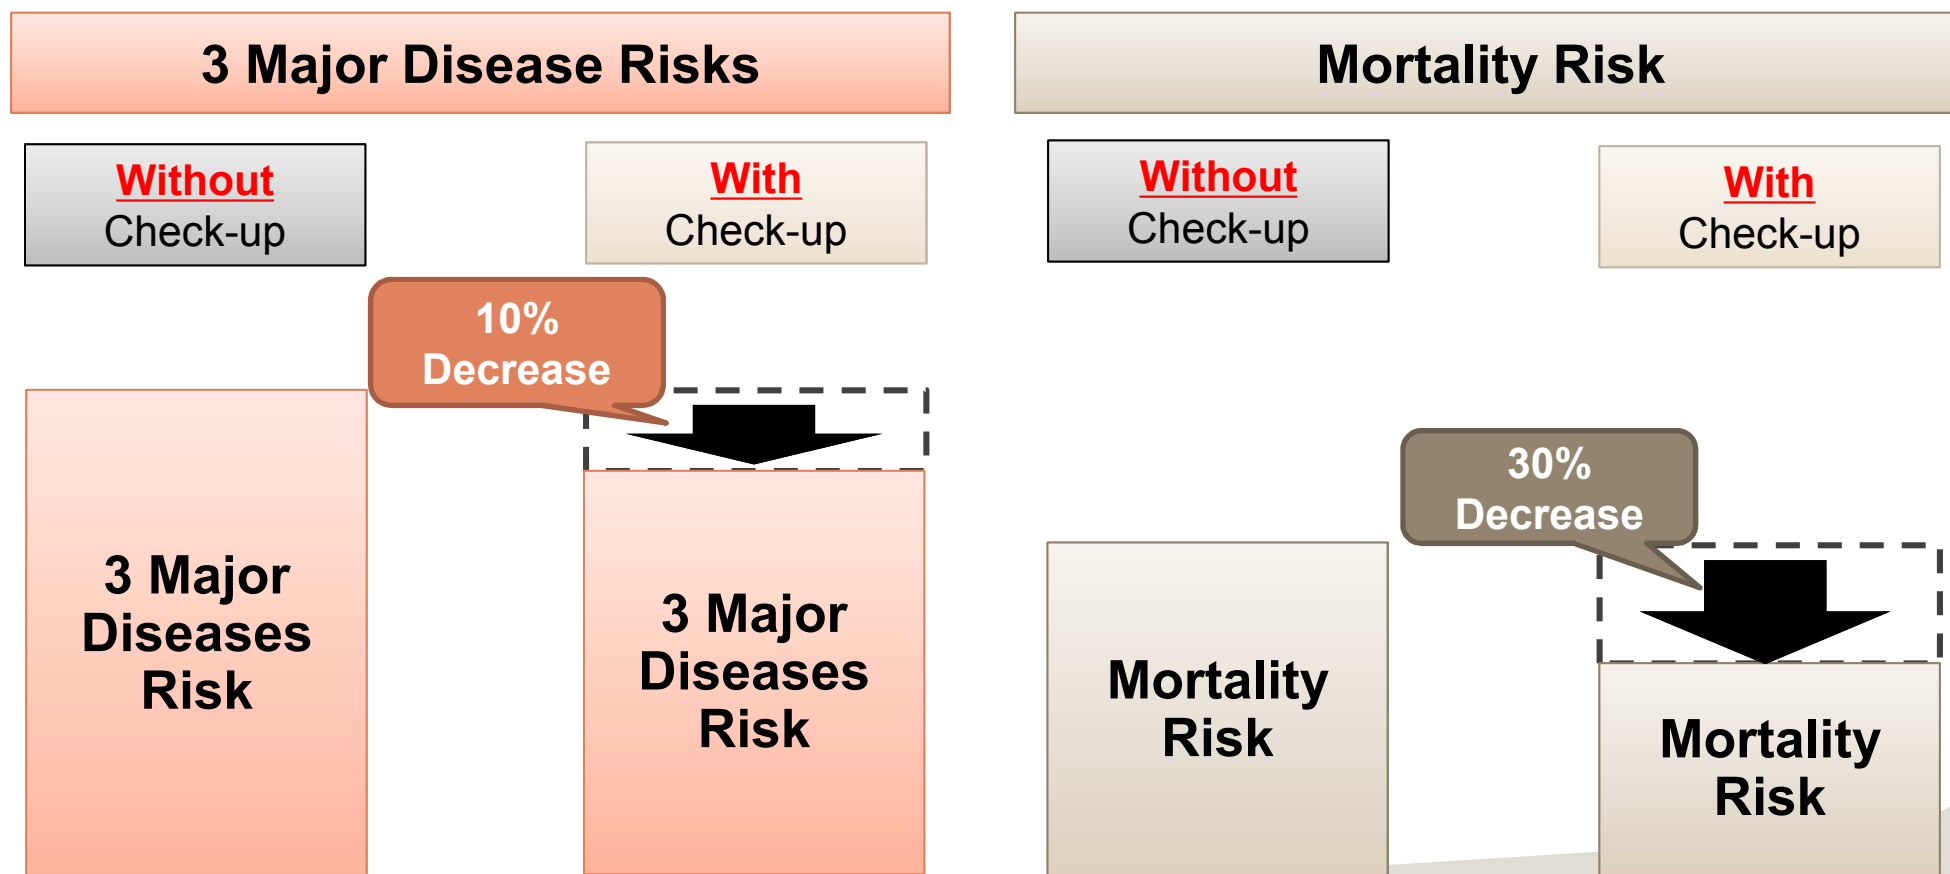 3 Major Disease Risks
Without
Check-up
With
Check-up
10%
Decrease
3 Major
Diseases
Risk
3 Major
Diseases
Risk
Mortality Risk
Without
Check-up
With
Check-up
30%
Decrease
Mortality
Risk
Mortality
Risk